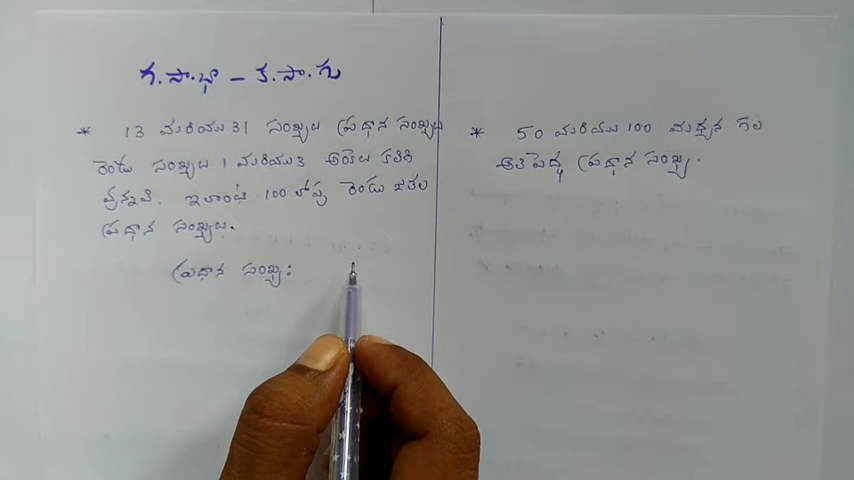 గ.సా.భా - క.సా.గు
* 13 మరియు 31 సంఖ్యలు ప్రధాన సంఖ్యలు
రెండు సంఖ్యలు 1 మరియు 3 అంకెలు కలిగి
వున్నవి. ఇలాంటి 100 లోపు రెండు జతల
ప్రధాన సంఖ్యలు.
ప్రధాన సంఖ్య:
* 50 మరియు 100 మధ్యన గల
అతిపెద్ద ప్రధాన సంఖ్య.